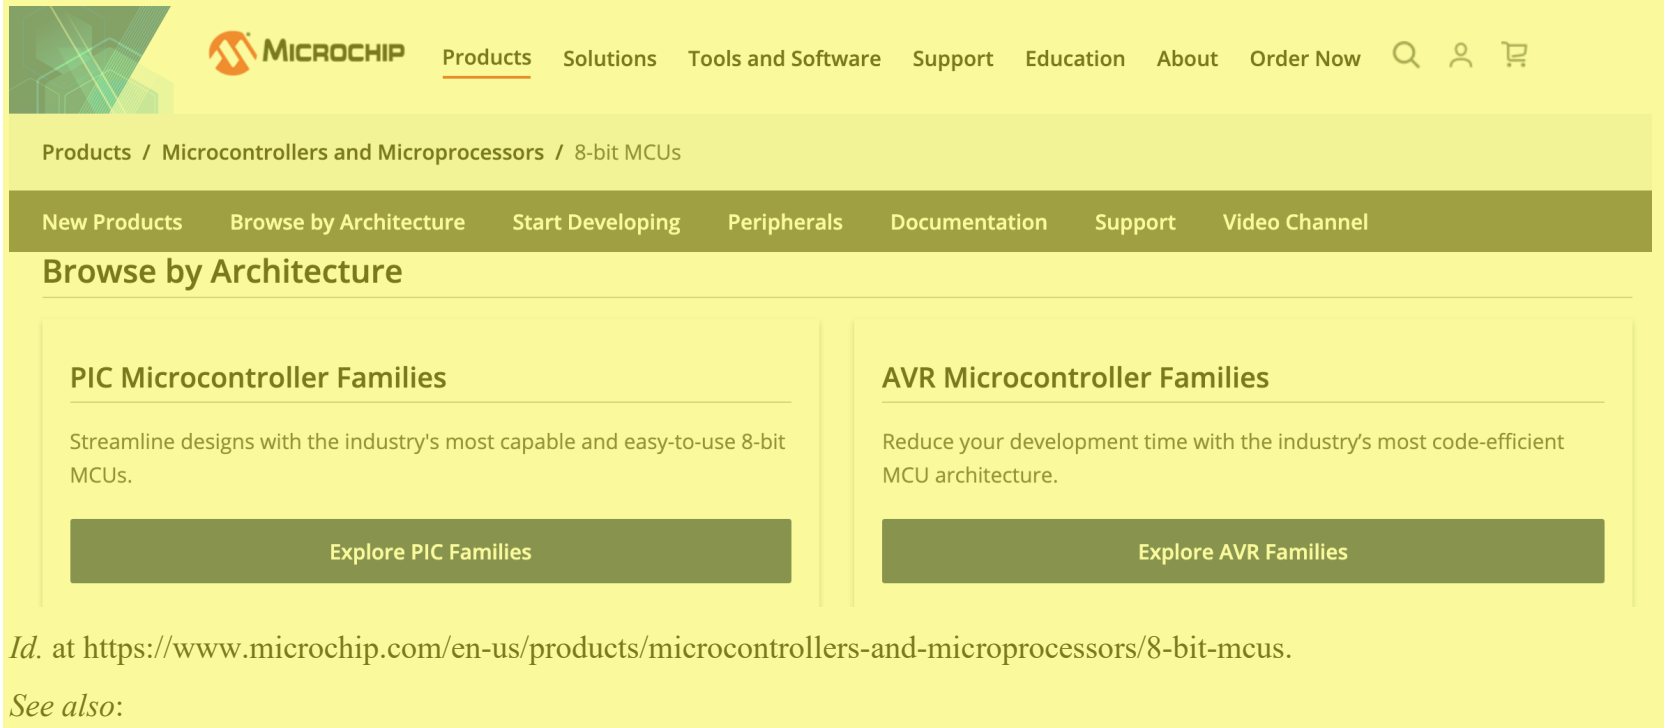 MICROCHIP Products Solutions Tools and Software Support Education About Order Now
Products / Microcontrollers and Microprocessors / 8-bit MCUs
New Products Browse by Architecture Start Developing Peripherals Documentation Support Video Channel
Browse by Architecture
PIC Microcontroller Families
Streamline designs with the industry's most capable and easy-to-use 8-bit
MCUs.
Explore PIC Families
AVR Microcontroller Families
Reduce your development time with the industry’s most code-efficient
MCU architecture.
Explore AVR Families
Id. at https://www.microchip.com/en-us/products/microcontrollers-and-microprocessors/8-bit-mcus.
See also: